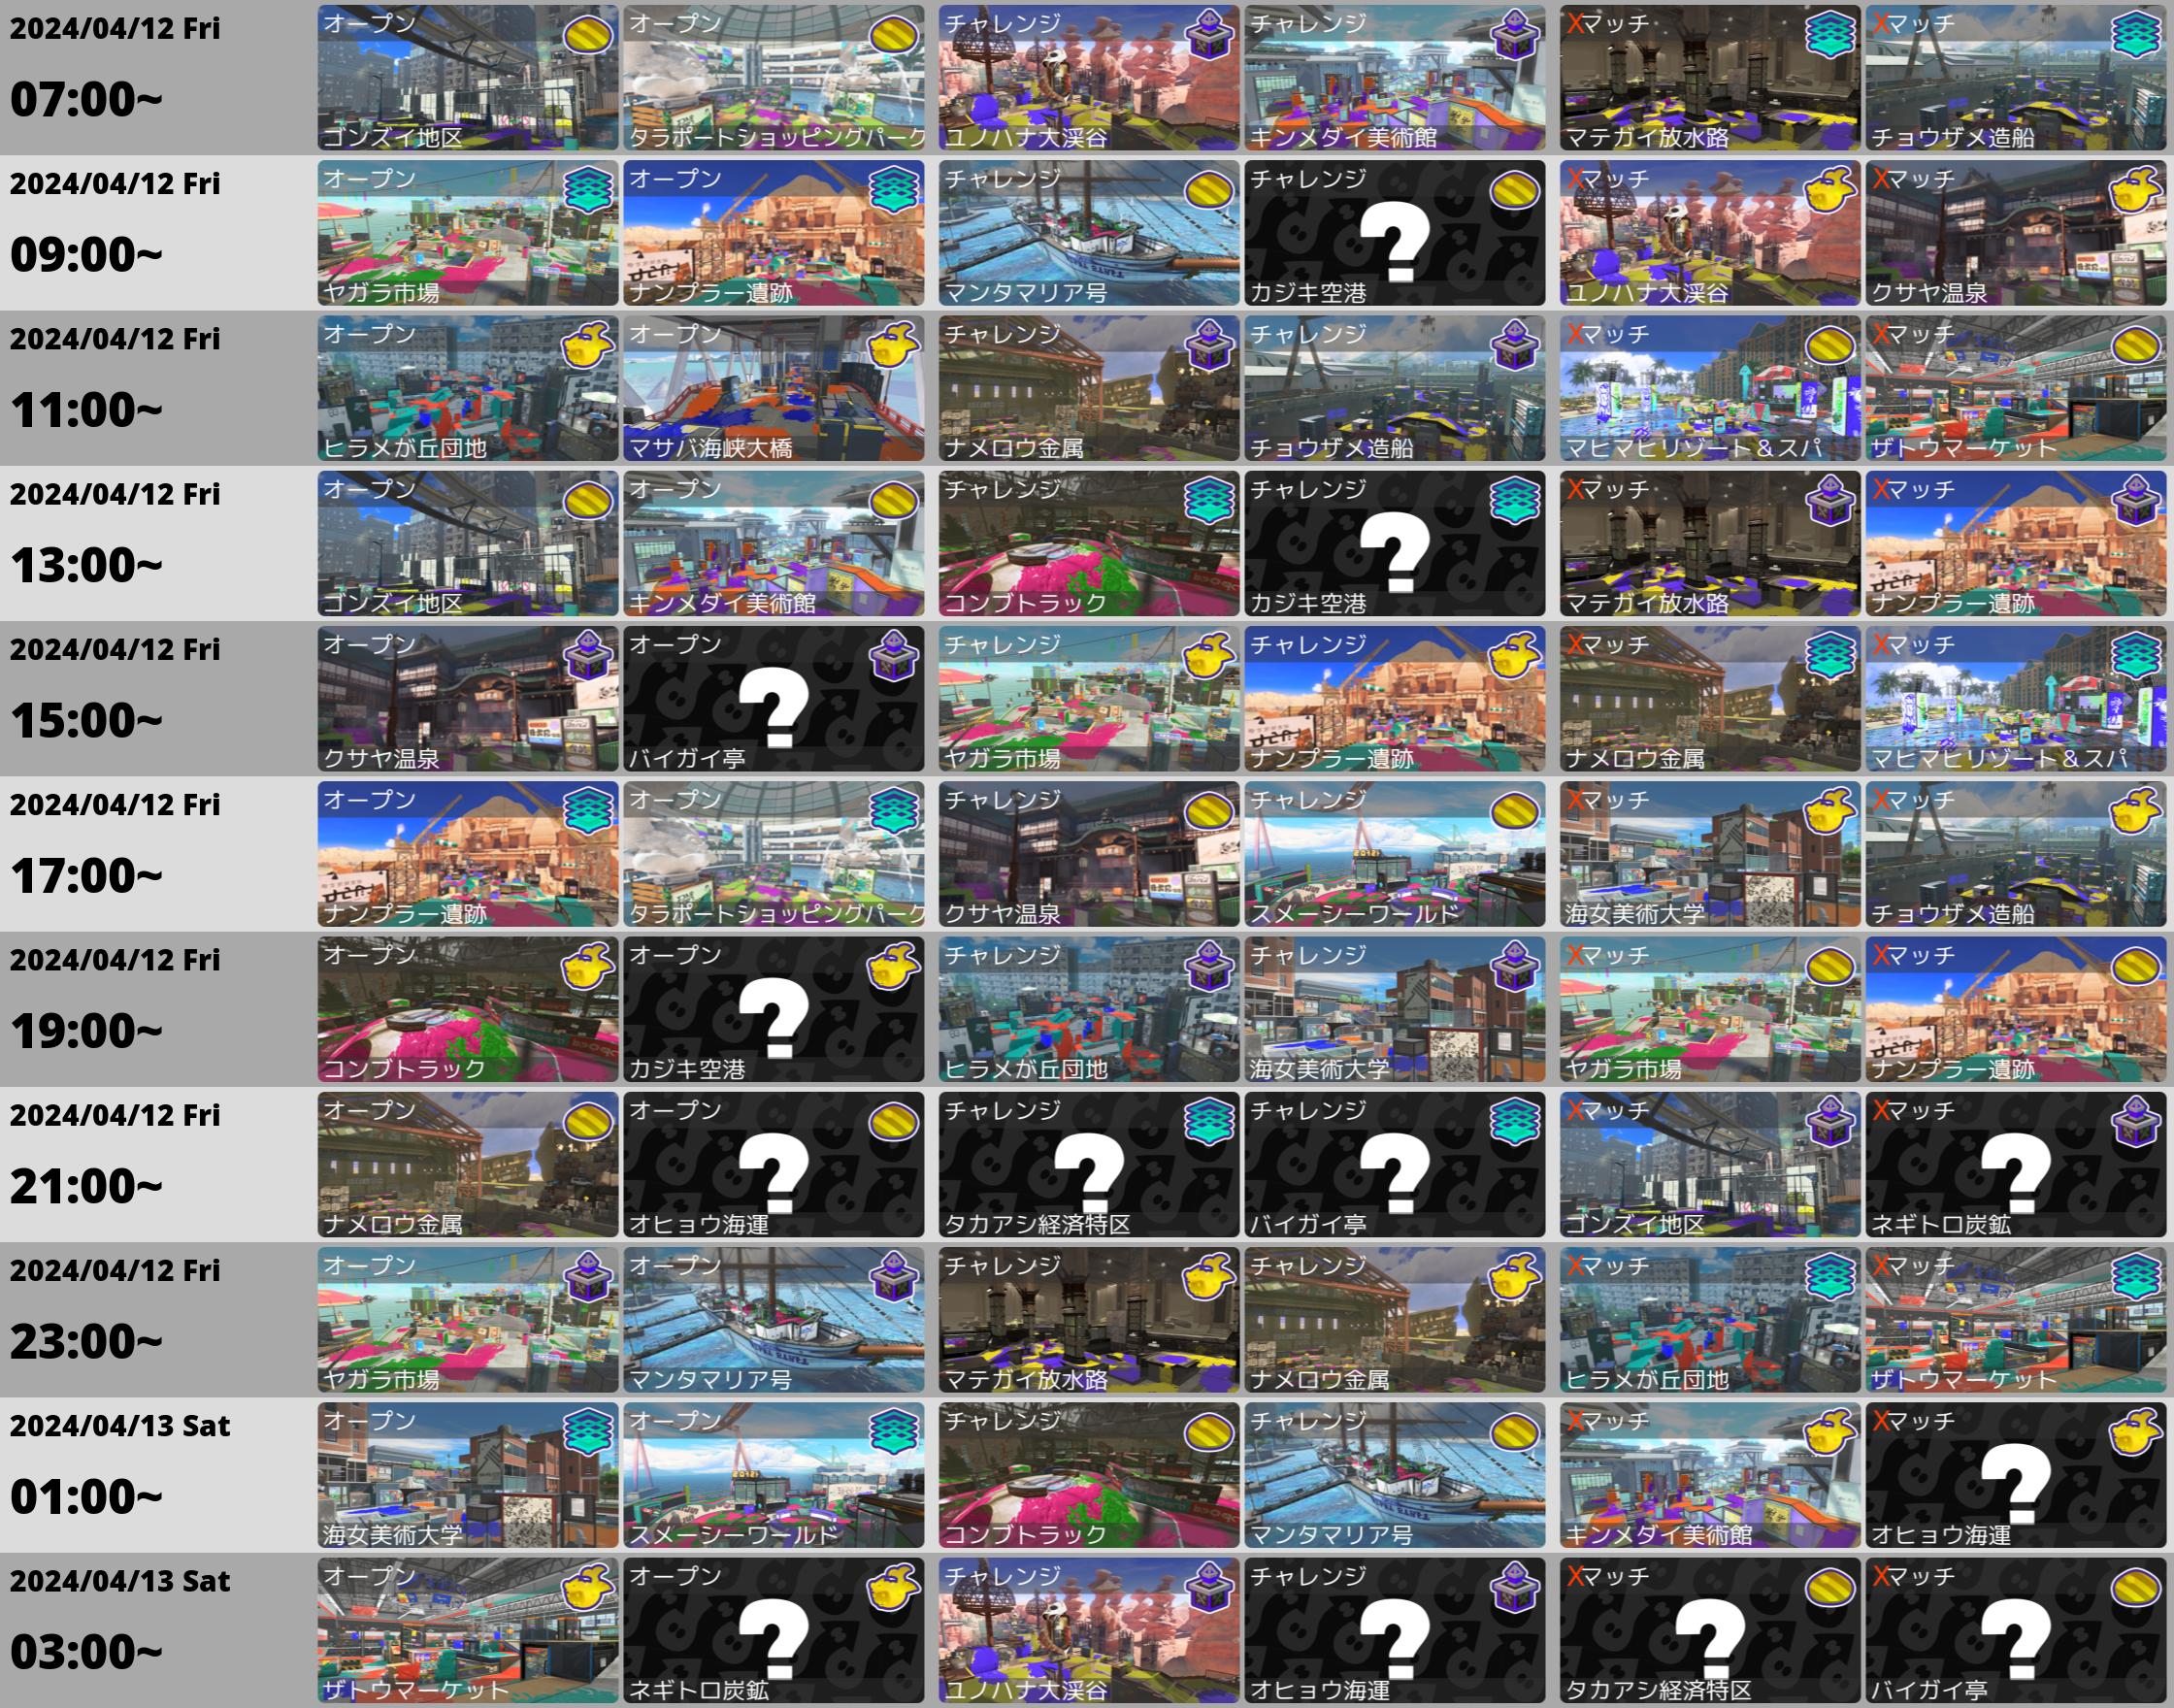 2024/04/12 Fri
07:00~
オープン オープン チャレンジ チャレンジ Xマッチ Xマッチ
ゴンズイ地区 タラポートショッピングパーク ユノハナ大渓谷 キンメダイ美術館 マテガイ放水路 チョウザメ造船
2024/04/12 Fri
09:00~
オープン オープン チャレンジ チャレンジ Xマッチ Xマッチ
ヤガラ市場 ナンプラー遺跡 マンタマリア号 カジキ空港 ユノハナ大渓谷 クサヤ温泉
2024/04/12 Fri
11:00~
オープン オープン チャレンジ チャレンジ Xマッチ Xマッチ
ヒラメが丘団地 マサバ海峡大橋 ナメロウ金属 チョウザメ造船 マヒマヒリゾート&スパ ザトウマーケット
2024/04/12 Fri
13:00~
オープン オープン チャレンジ チャレンジ Xマッチ Xマッチ
ゴンズイ地区 キンメダイ美術館 コンブトラック カジキ空港 マテガイ放水路 ナンプラー遺跡
2024/04/12 Fri
15:00~
オープン オープン チャレンジ チャレンジ Xマッチ Xマッチ
クサヤ温泉 バイガイ亭 ヤガラ市場 ナンプラー遺跡 ナメロウ金属 マヒマヒリゾート&スパ
2024/04/12 Fri
17:00~
オープン オープン チャレンジ チャレンジ Xマッチ Xマッチ
ナンプラー遺跡 タラポートショッピングパーク クサヤ温泉 スメーシーワールド 海女美術大学 チョウザメ造船
2024/04/12 Fri
19:00~
オープン オープン チャレンジ チャレンジ Xマッチ Xマッチ
コンブトラック カジキ空港 ヒラメが丘団地 海女美術大学 ヤガラ市場 ナンプラー遺跡
2024/04/12 Fri
21:00~
オープン オープン チャレンジ チャレンジ Xマッチ Xマッチ
ナメロウ金属 オヒョウ海運 タカアシ経済特区 バイガイ亭 ゴンズイ地区 ネギトロ炭鉱
2024/04/12 Fri
23:00~
オープン オープン チャレンジ チャレンジ Xマッチ Xマッチ
ヤガラ市場 マンタマリア号 マテガイ放水路 ナメロウ金属 ヒラメが丘団地 ザトウマーケット
2024/04/13 Sat
01:00~
オープン オープン チャレンジ チャレンジ Xマッチ Xマッチ
海女美術大学 スメーシーワールド コンブトラック マンタマリア号 キンメダイ美術館 オヒョウ海運
2024/04/13 Sat
03:00~
オープン オープン チャレンジ チャレンジ Xマッチ Xマッチ
ザトウマーケット ネギトロ炭鉱 ユノハナ大渓谷 オヒョウ海運 タカアシ経済特区 バイガイ亭